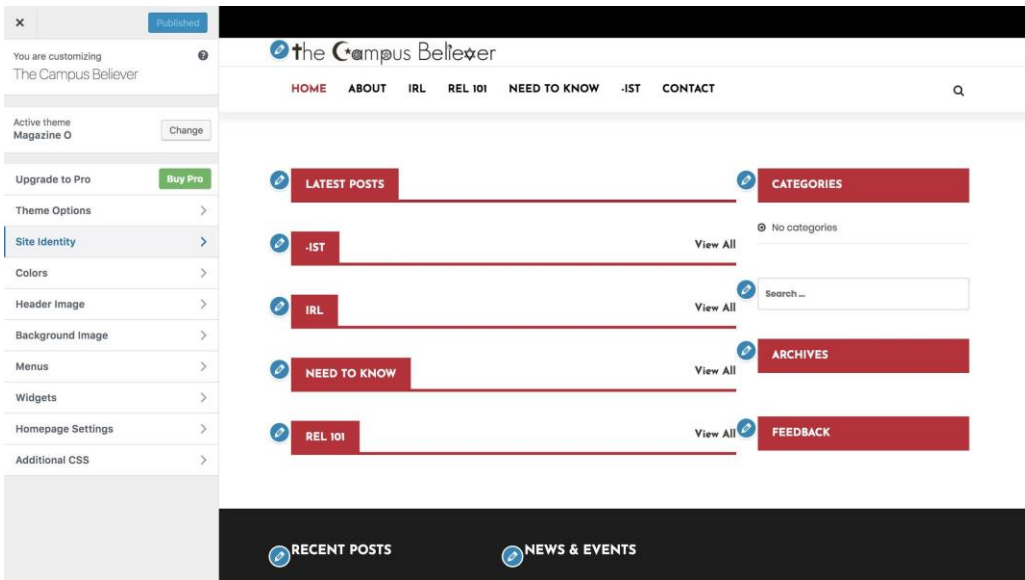 × Published
You are customizing
The Campus Believer
Active theme
Magazine O
Change
Upgrade to Pro
Buy Pro
Theme Options
Site Identity
Colors
Header Image
Background Image
Menus
Widgets
Homepage Settings
Additional CSS
the Campus Believer
HOME ABOUT IRL REL 101 NEED TO KNOW -IST CONTACT
LATEST POSTS
-IST View All
IRL View All
NEED TO KNOW View All
REL 101 View All
CATEGORIES
No categories
Search ...
ARCHIVES
FEEDBACK
RECENT POSTS
NEWS & EVENTS